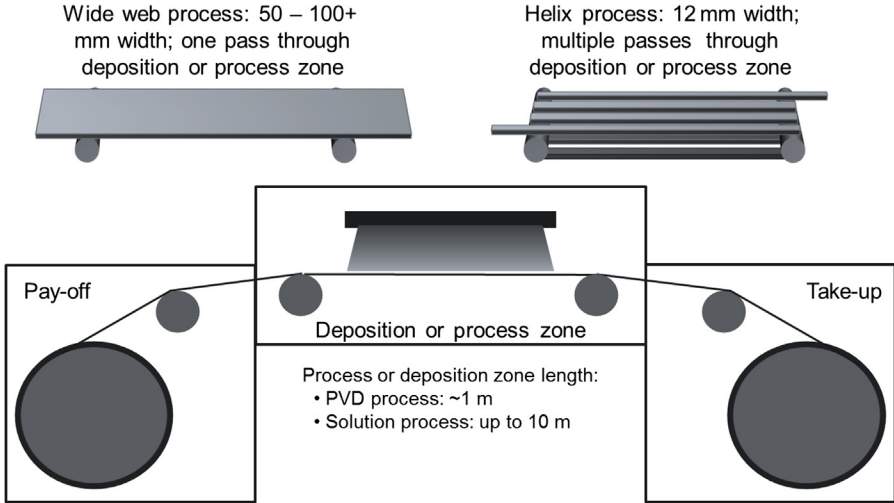 Wide web process: 50 – 100+
mm width; one pass through
deposition or process zone
Helix process: 12 mm width;
multiple passes through
deposition or process zone
Pay-off
Take-up
Deposition or process zone
Process or deposition zone length:
• PVD process: ~1 m
• Solution process: up to 10 m